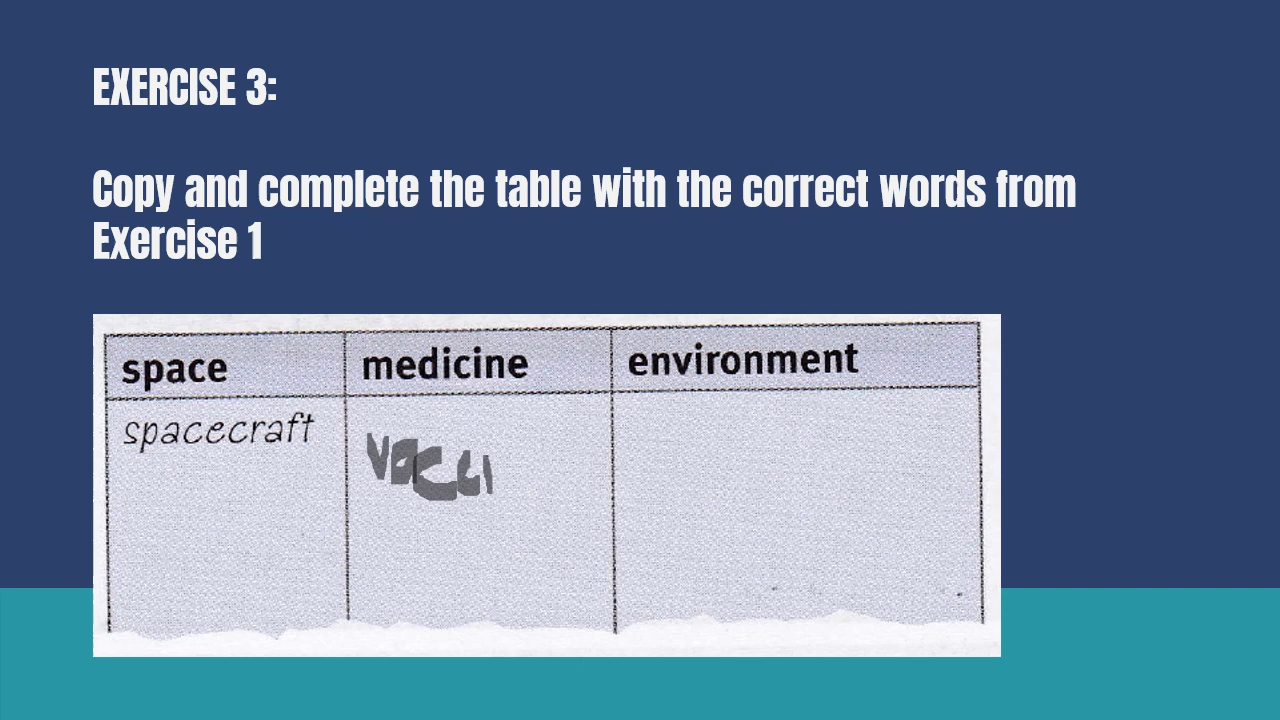 EXERCISE 3:
Copy and complete the table with the correct words from
Exercise 1
space medicine environment
spacecraft